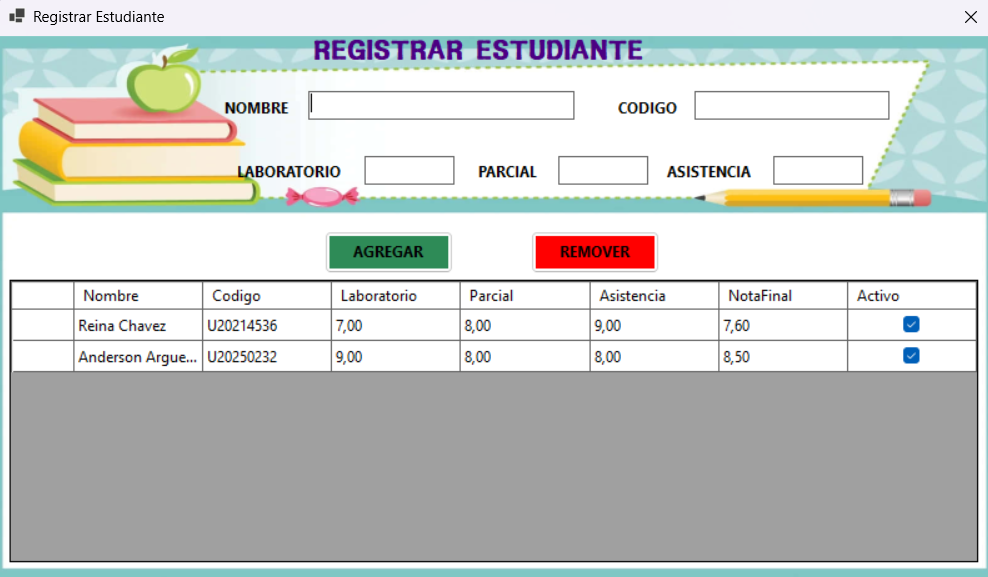 Registrar Estudiante
REGISTRAR ESTUDIANTE
NOMBRE CODIGO
LABORATORIO PARCIAL ASISTENCIA
AGREGAR REMOVER
Nombre Codigo Laboratorio Parcial Asistencia NotaFinal Activo
Reina Chavez U20214536 7,00 8,00 9,00 7,60
Anderson Argue... U20250232 9,00 8,00 8,00 8,50